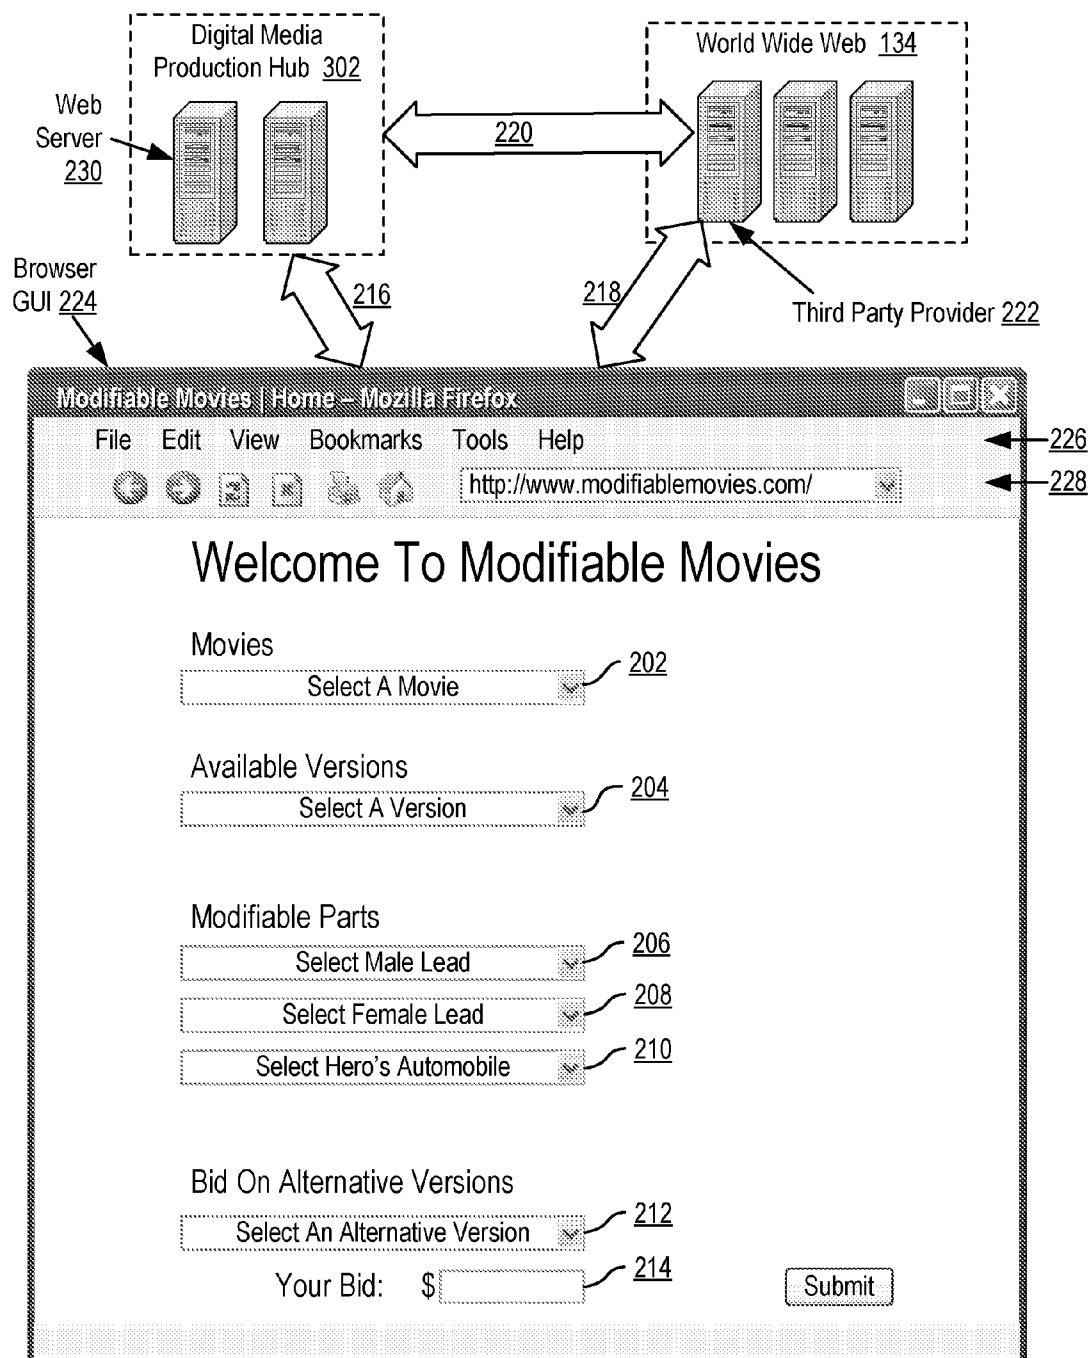 Digital Media
Production Hub 302
World Wide Web 134
Web
Server
230
220
Browser
GUI 224
216
218
Third Party Provider 222
Modifiable Movies | Home – Mozilla Firefox
File Edit View Bookmarks Tools Help
226
http://www.modifiablemovies.com/
228
Welcome To Modifiable Movies
Movies
Select A Movie
202
Available Versions
Select A Version
204
Modifiable Parts
Select Male Lead
206
Select Female Lead
208
Select Hero's Automobile
210
Bid On Alternative Versions
Select An Alternative Version
212
Your Bid: $
214
Submit